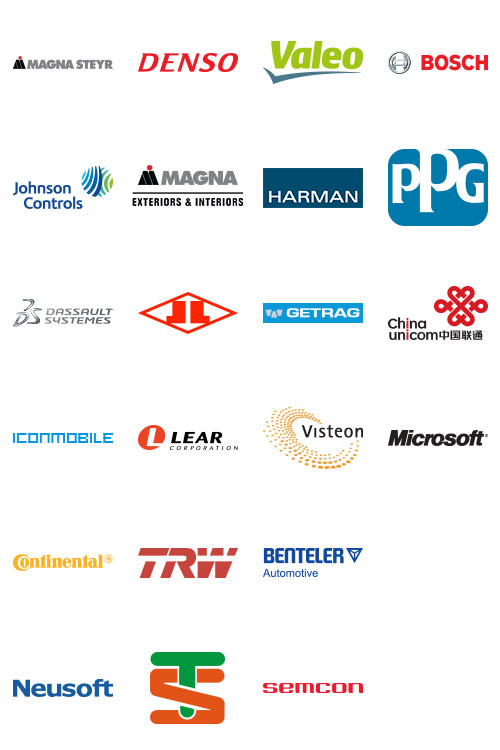 MAGNA STEYR
DENSO
Valeo
BOSCH
Johnson
Controls
MAGNA
EXTERIORS & INTERIORS
HARMAN
PPG
DASSAULT
SYSTEMES
GETRAG
China
unicom中国联通
ICONMOBILE
LEAR
CORPORATION
Visteon
Microsoft
Continental
TRW
BENTELER
Automotive
Neusoft
TS
semcon